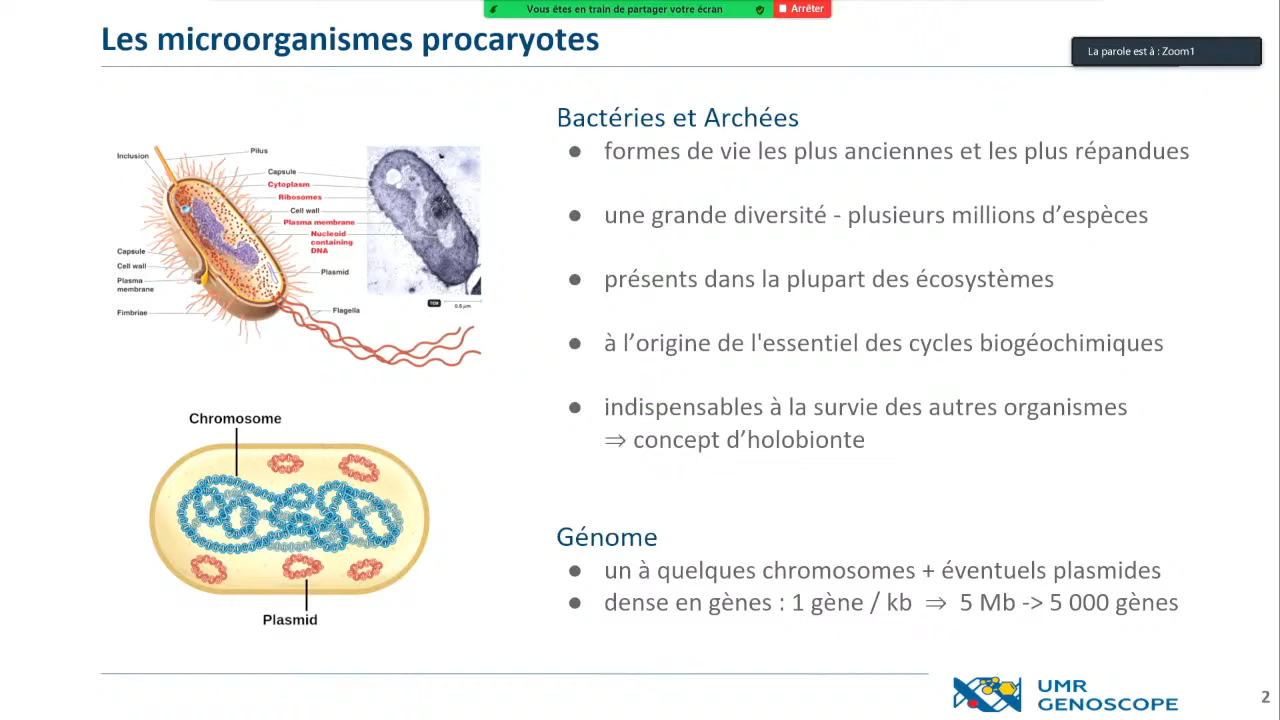 Vous êtes en train de partager votre écran
Arrêter
Les microorganismes procaryotes
La parole est à : Zoom1
Inclusion
Pilus
Capsule
Cytoplasm
Ribosomes
Cell wall
Plasma membrane
Nucleoid
containing
DNA
Plasmid
Flagella
Capsule
Cell wall
Plasma
membrane
Fimbriae
TEM
0.5 µm
Chromosome
Plasmid
Bactéries et Archées
● formes de vie les plus anciennes et les plus répandues
● une grande diversité - plusieurs millions d’espèces
● présents dans la plupart des écosystèmes
● à l’origine de l'essentiel des cycles biogéochimiques
● indispensables à la survie des autres organismes
⇒ concept d’holobionte
Génome
● un à quelques chromosomes + éventuels plasmides
● dense en gènes : 1 gène / kb ⇒ 5 Mb -> 5 000 gènes
UMR
GENOSCOPE
2